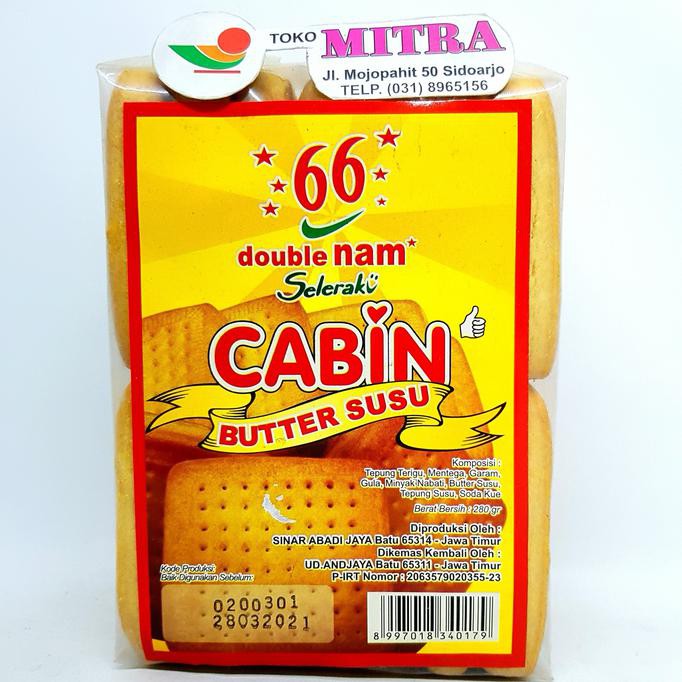 TOKO MITRA
Jl. Mojopahit 50 Sidoarjo
TELP. (031) 8965156
66
double nam
Selerakü
CABiN
BUTTER SUSU
Komposisi :
Tepung Terigu, Mentega, Garam,
Gula, Minyak Nabati, Butter Susu,
Tepung Susu, Soda Kue
Berat Bersih : 280 gr
Diproduksi Oleh :
SINAR ABADI JAYA Batu 65314 - Jawa Timur
Dikemas Kembali Oleh :
UD.ANDJAYA Batu 65311 - Jawa Timur
P-IRT Nomor : 2063579020355-23
Kode Produksi:
Baik Digunakan Sebelum:
0200301
28032021
8 997018 340179